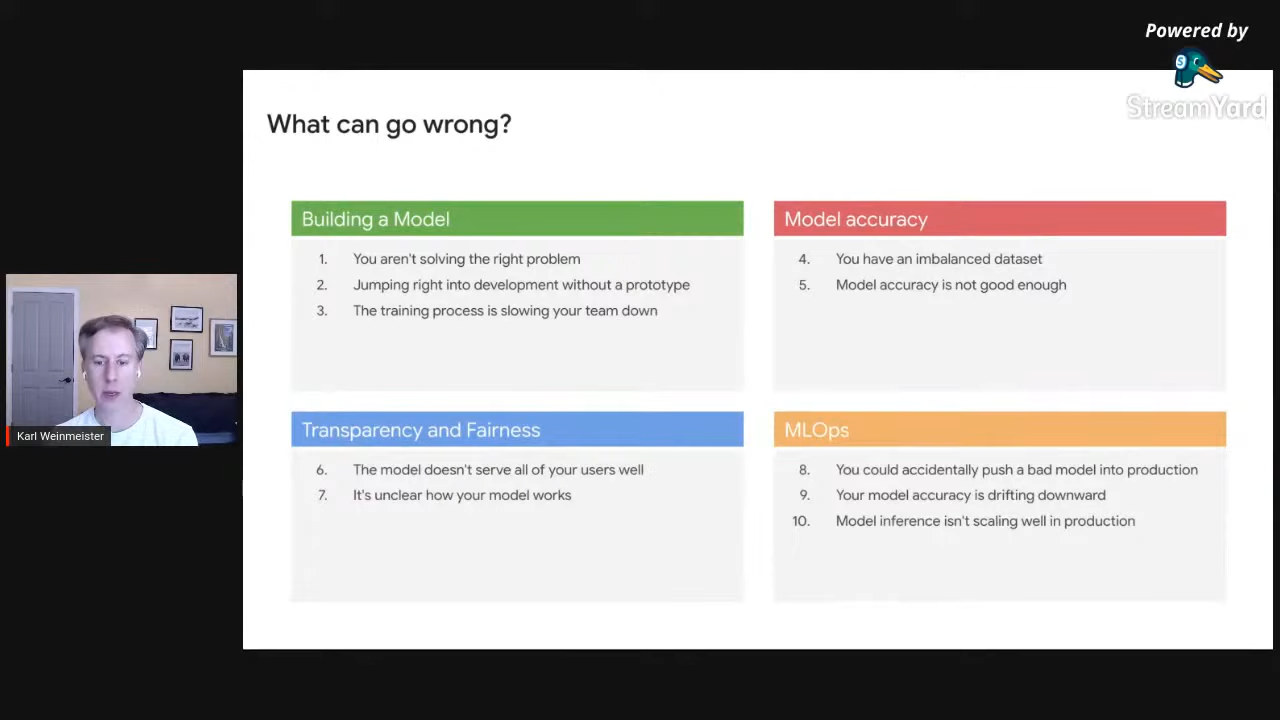 Powered by
StreamYard
What can go wrong?
Building a Model
1. You aren't solving the right problem
2. Jumping right into development without a prototype
3. The training process is slowing your team down
Model accuracy
4. You have an imbalanced dataset
5. Model accuracy is not good enough
Transparency and Fairness
6. The model doesn't serve all of your users well
7. It's unclear how your model works
MLOps
8. You could accidentally push a bad model into production
9. Your model accuracy is drifting downward
10. Model inference isn't scaling well in production
Karl Weinmeister